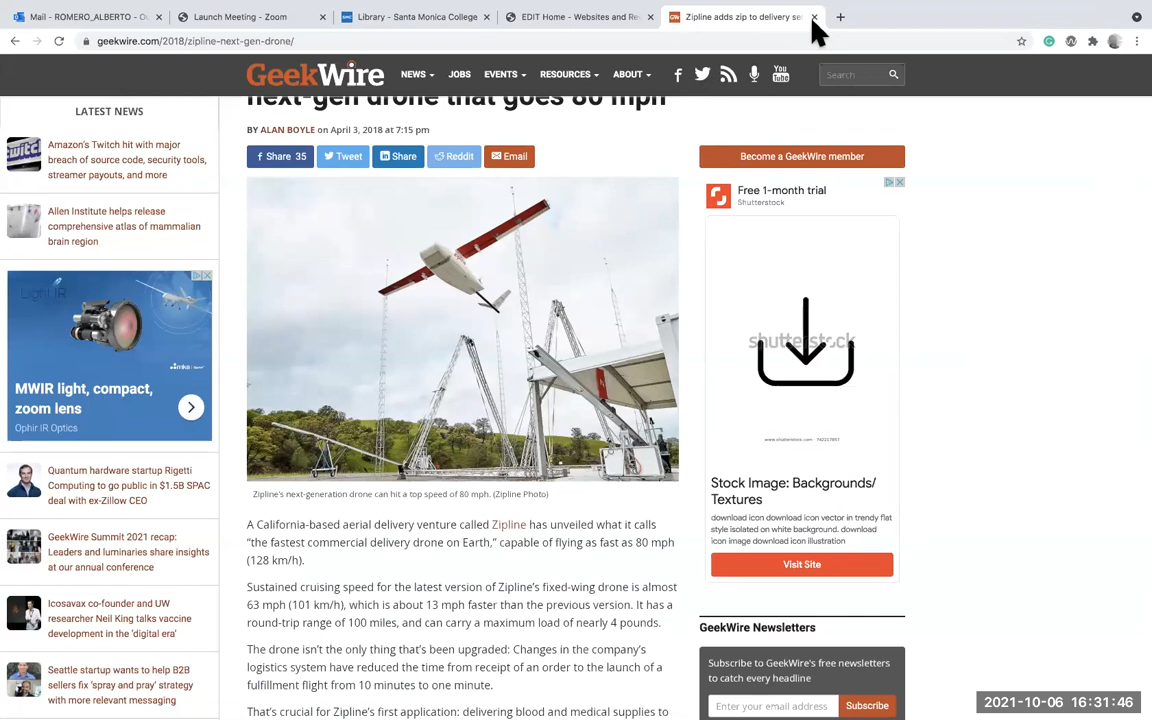 Mail - ROMERO_ALBERTO - Ou
Launch Meeting - Zoom
Library - Santa Monica College
EDIT Home - Websites and Re
Zipline adds zip to delivery se
geekwire.com/2018/zipline-next-gen-drone/
GeekWire
NEWS
JOBS
EVENTS
RESOURCES
ABOUT
You Tube
Search
LATEST NEWS
Amazon's Twitch hit with major
breach of source code, security tools,
streamer payouts, and more
Allen Institute helps release
comprehensive atlas of mammalian
brain region
Light IR
MWIR light, compact,
zoom lens
Ophir IR Optics
Quantum hardware startup Rigetti
Computing to go public in $1.5B SPAC
deal with ex-Zillow CEO
GeekWire Summit 2021 recap:
Leaders and luminaries share insights
at our annual conference
Icosavax co-founder and UW
researcher Neil King talks vaccine
development in the 'digital era'
Seattle startup wants to help B2B
sellers fix 'spray and pray' strategy
with more relevant messaging
next-gen drone that goes 80 mph
BY ALAN BOYLE on April 3, 2018 at 7:15 pm
Share 35
Tweet
Share
Reddit
Email
Zipline's next-generation drone can hit a top speed of 80 mph. (Zipline Photo)
A California-based aerial delivery venture called Zipline has unveiled what it calls
“the fastest commercial delivery drone on Earth,” capable of flying as fast as 80 mph
(128 km/h).
Sustained cruising speed for the latest version of Zipline's fixed-wing drone is almost
63 mph (101 km/h), which is about 13 mph faster than the previous version. It has a
round-trip range of 100 miles, and can carry a maximum load of nearly 4 pounds.
The drone isn't the only thing that's been upgraded: Changes in the company's
logistics system have reduced the time from receipt of an order to the launch of a
fulfillment flight from 10 minutes to one minute.
That's crucial for Zipline's first application: delivering blood and medical supplies to
Become a GeekWire member
Free 1-month trial
Shutterstock
shutterstock
www.shutterstock.com · 742217857
Stock Image: Backgrounds/
Textures
download icon download icon vector in trendy flat
style isolated on white background. download
icon image download icon illustration
Visit Site
GeekWire Newsletters
Subscribe to GeekWire's free newsletters
to catch every headline
Enter your email address
Subscribe
2021-10-06 16:31:46